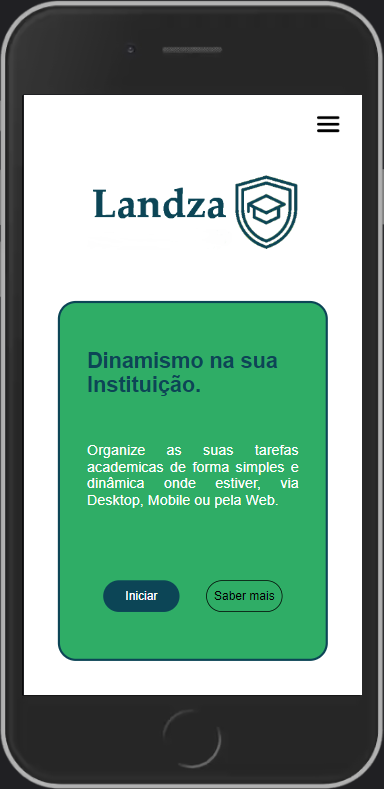 Landza
Dinamismo na sua
Instituição.
Organize as suas tarefas
academicas de forma simples e
dinâmica onde estiver, via
Desktop, Mobile ou pela Web.
Iniciar
Saber mais